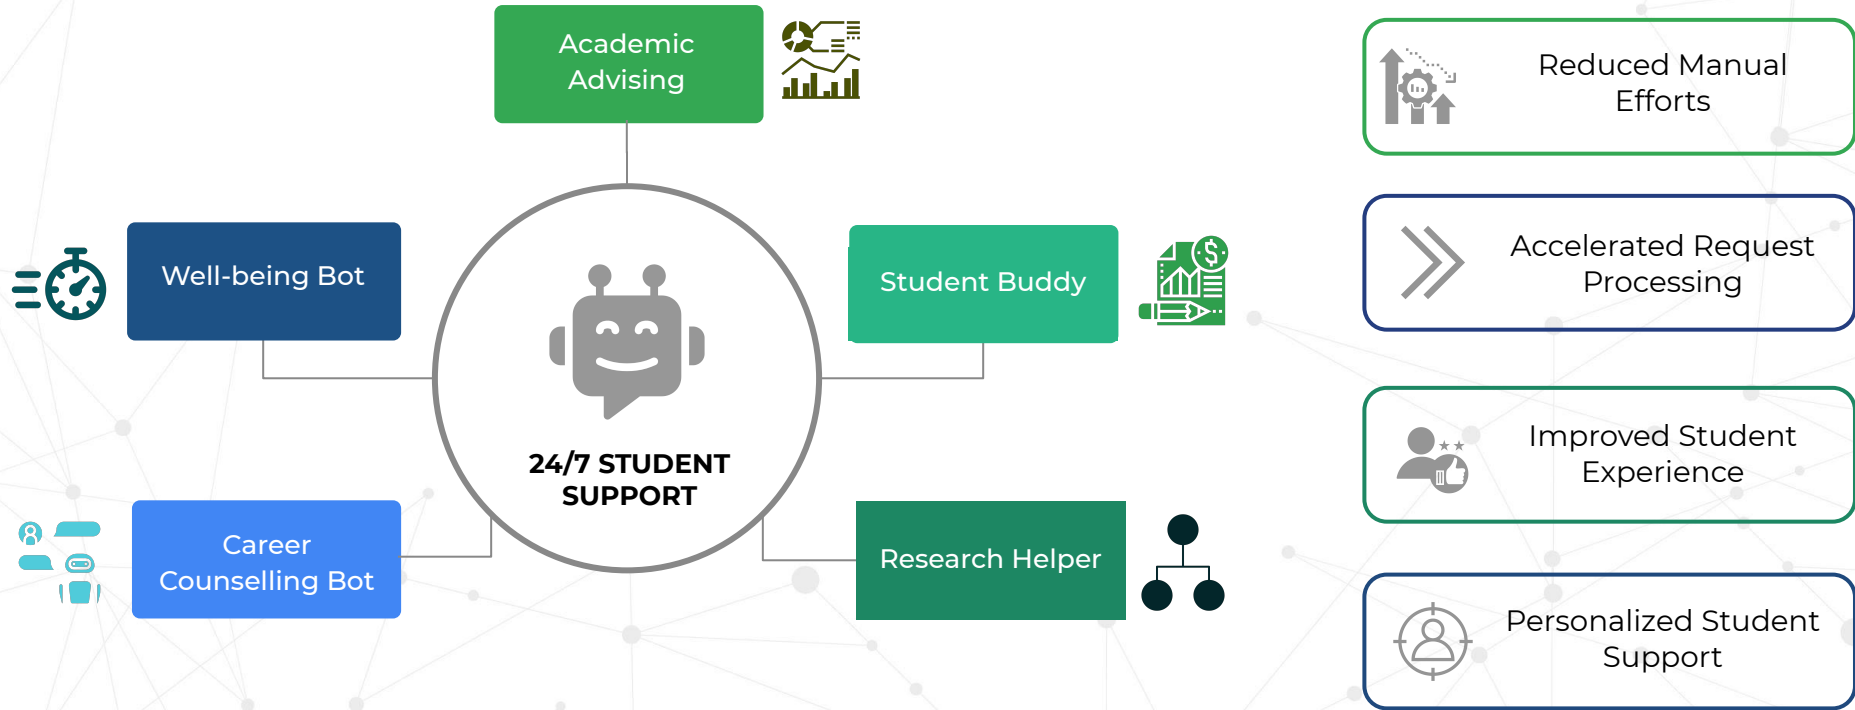 Academic
Advising
Well-being Bot
Student Buddy
24/7 STUDENT
SUPPORT
Career
Counselling Bot
Research Helper
Reduced Manual
Efforts
Accelerated Request
Processing
Improved Student
Experience
Personalized Student
Support